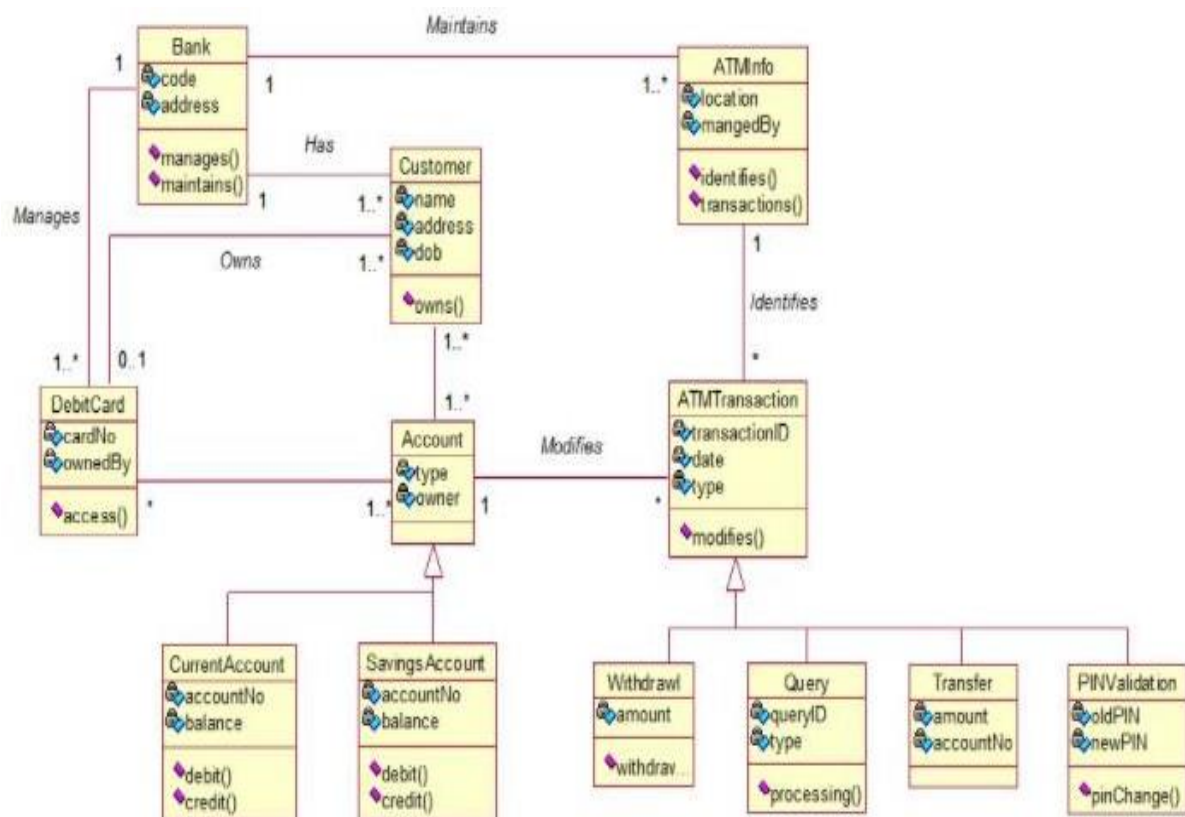 Maintains
Bank
code
address
manages()
maintains()
1
1
1..*
ATMInfo
location
mangedBy
identifies()
transactions()
Has
1
1..*
Customer
name
address
dob
owns()
Manages
Owns
1..*
1..*
0..1
1
Identifies
*
1..*
1..*
DebitCard
cardNo
ownedBy
access()
*
1..*
Account
type
owner
Modifies
1
*
ATMTransaction
transactionID
date
type
modifies()
CurrentAccount
accountNo
balance
debit()
credit()
SavingsAccount
accountNo
balance
debit()
credit()
Withdrawl
amount
withdraw...
Query
queryID
type
processing()
Transfer
amount
accountNo
PINValidation
oldPIN
newPIN
pinChange()